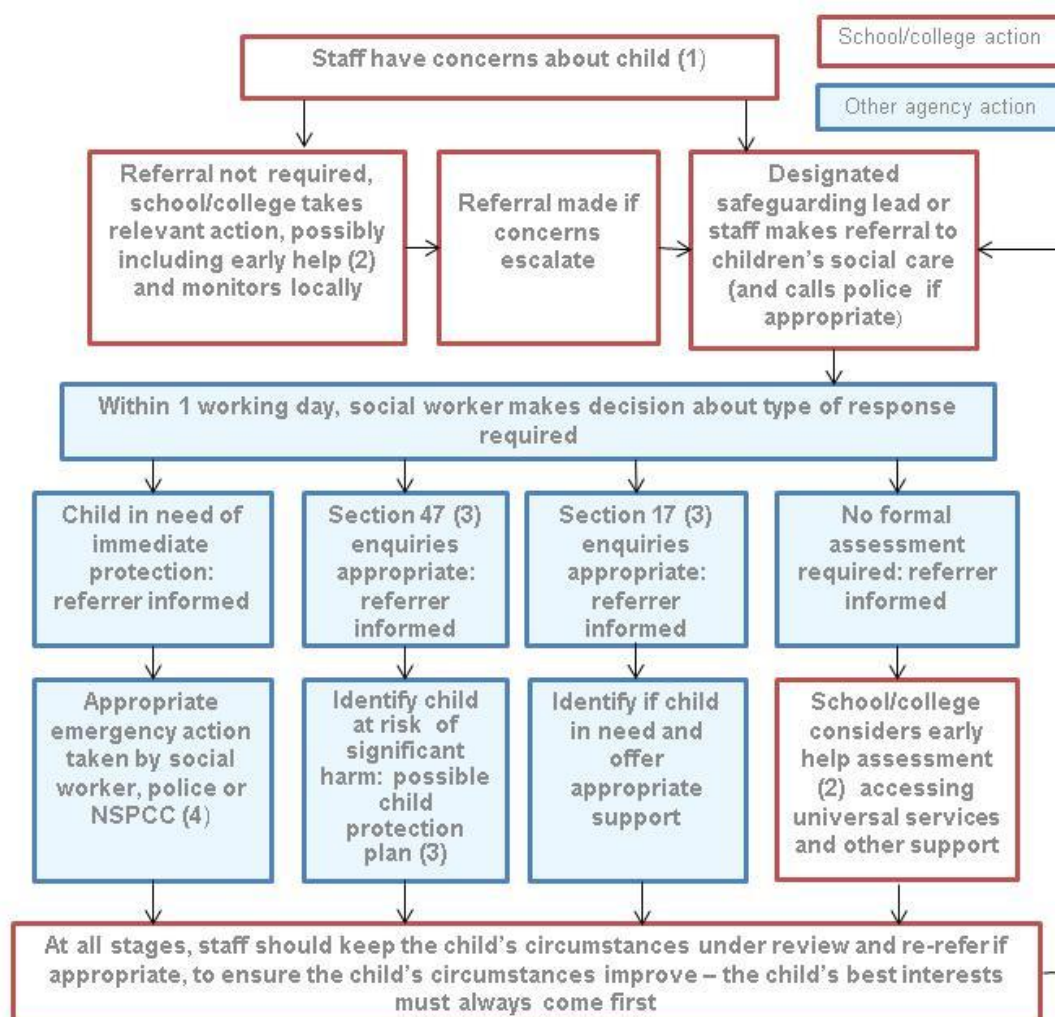 School/college action
Staff have concerns about child (1)
Other agency action
Referral not required,
school/college takes
relevant action, possibly
including early help (2)
and monitors locally
Referral made if
concerns
escalate
Designated
safeguarding lead or
staff makes referral to
children's social care
(and calls police if
appropriate)
Within 1 working day, social worker makes decision about type of response
required
Child in need of
immediate
protection:
referrer informed
Section 47 (3)
enquiries
appropriate:
referrer
informed
Section 17 (3)
enquiries
appropriate:
referrer
informed
No formal
assessment
required: referrer
informed
Appropriate
emergency action
taken by social
worker, police or
NSPCC (4)
Identify child
at risk of
significant
harm: possible
child
protection
plan (3)
Identify if child
in need and
offer
appropriate
support
School/college
considers early
help assessment
(2) accessing
universal services
and other support
At all stages, staff should keep the child's circumstances under review and re-refer if
appropriate, to ensure the child's circumstances improve – the child's best interests
must always come first